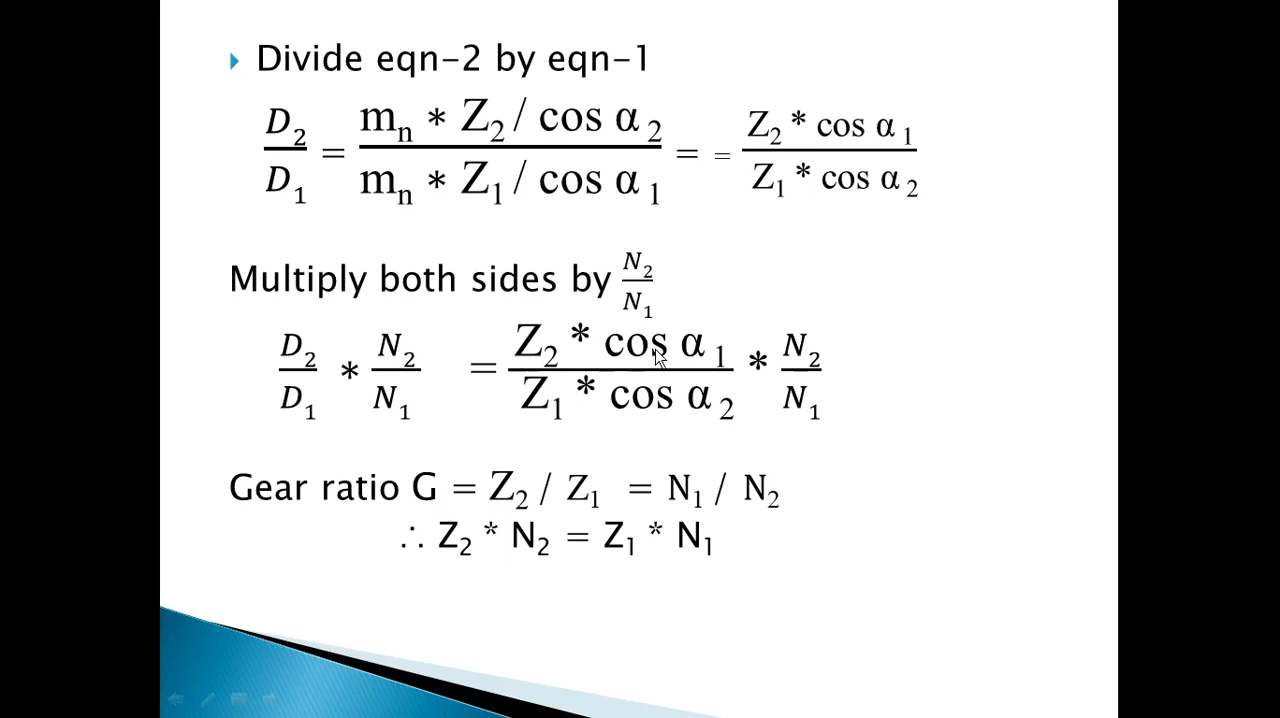 Divide eqn-2 by eqn-1
D₂/D₁ = mₙ * Z₂ / cos α₂ / mₙ * Z₁ / cos α₁ = = Z₂ * cos α₁ / Z₁ * cos α₂
Multiply both sides by N₂/N₁
D₂/D₁ * N₂/N₁ = Z₂ * cos α₁ / Z₁ * cos α₂ * N₂/N₁
Gear ratio G = Z₂ / Z₁ = N₁ / N₂
∴ Z₂ * N₂ = Z₁ * N₁